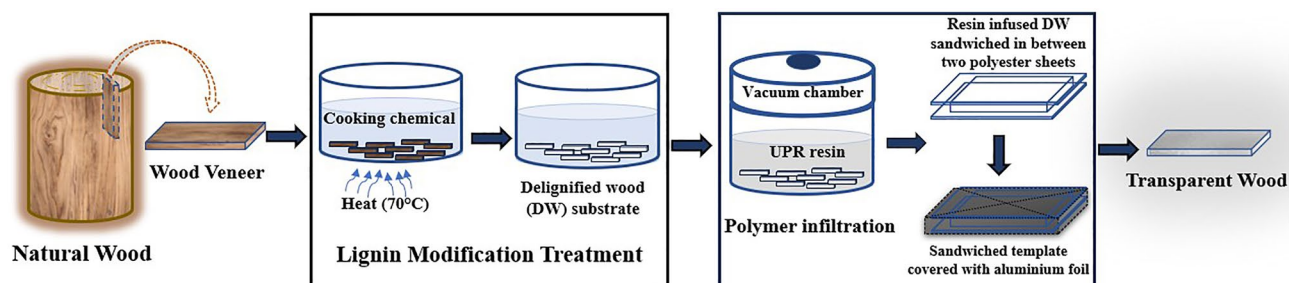 Natural Wood
Wood Veneer
Cooking chemical
Heat (70°C)
Delignified wood
(DW) substrate
Lignin Modification Treatment
Vacuum chamber
UPR resin
Polymer infiltration
Resin infused DW
sandwiched in between
two polyester sheets
Sandwiched template
covered with aluminium foil
Transparent Wood